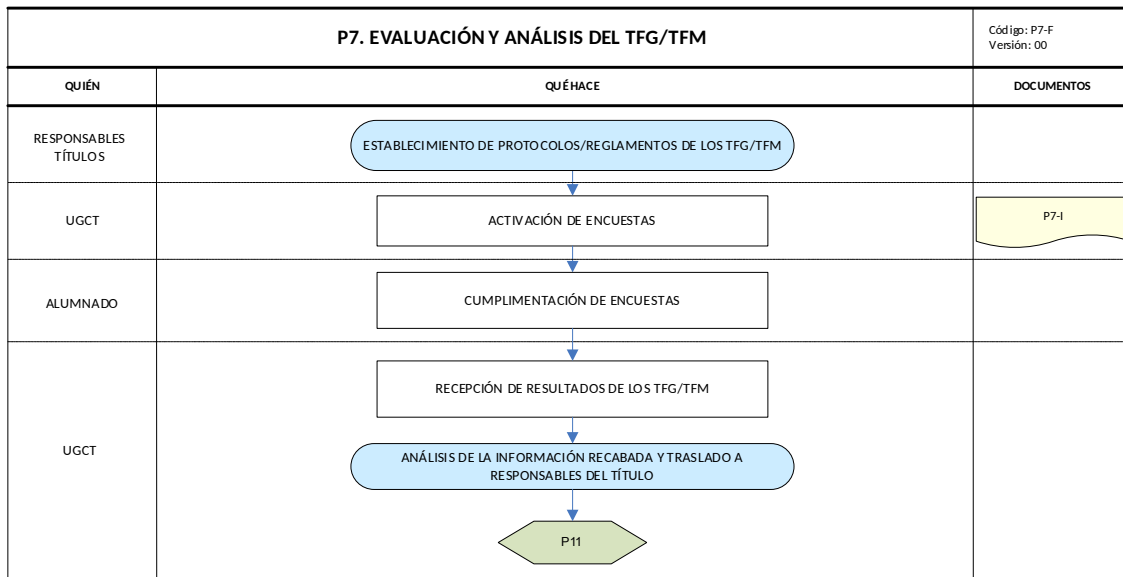 P7. EVALUACIÓN Y ANÁLISIS DEL TFG/TFM
Código: P7-F
Versión: 00
QUIÉN
QUÉ HACE
DOCUMENTOS
RESPONSABLES
TÍTULOS
ESTABLECIMIENTO DE PROTOCOLOS/REGLAMENTOS DE LOS TFG/TFM
UGCT
ACTIVACIÓN DE ENCUESTAS
P7-I
ALUMNADO
CUMPLIMENTACIÓN DE ENCUESTAS
RECEPCIÓN DE RESULTADOS DE LOS TFG/TFM
UGCT
ANÁLISIS DE LA INFORMACIÓN RECABADA Y TRASLADO A
RESPONSABLES DEL TÍTULO
P11